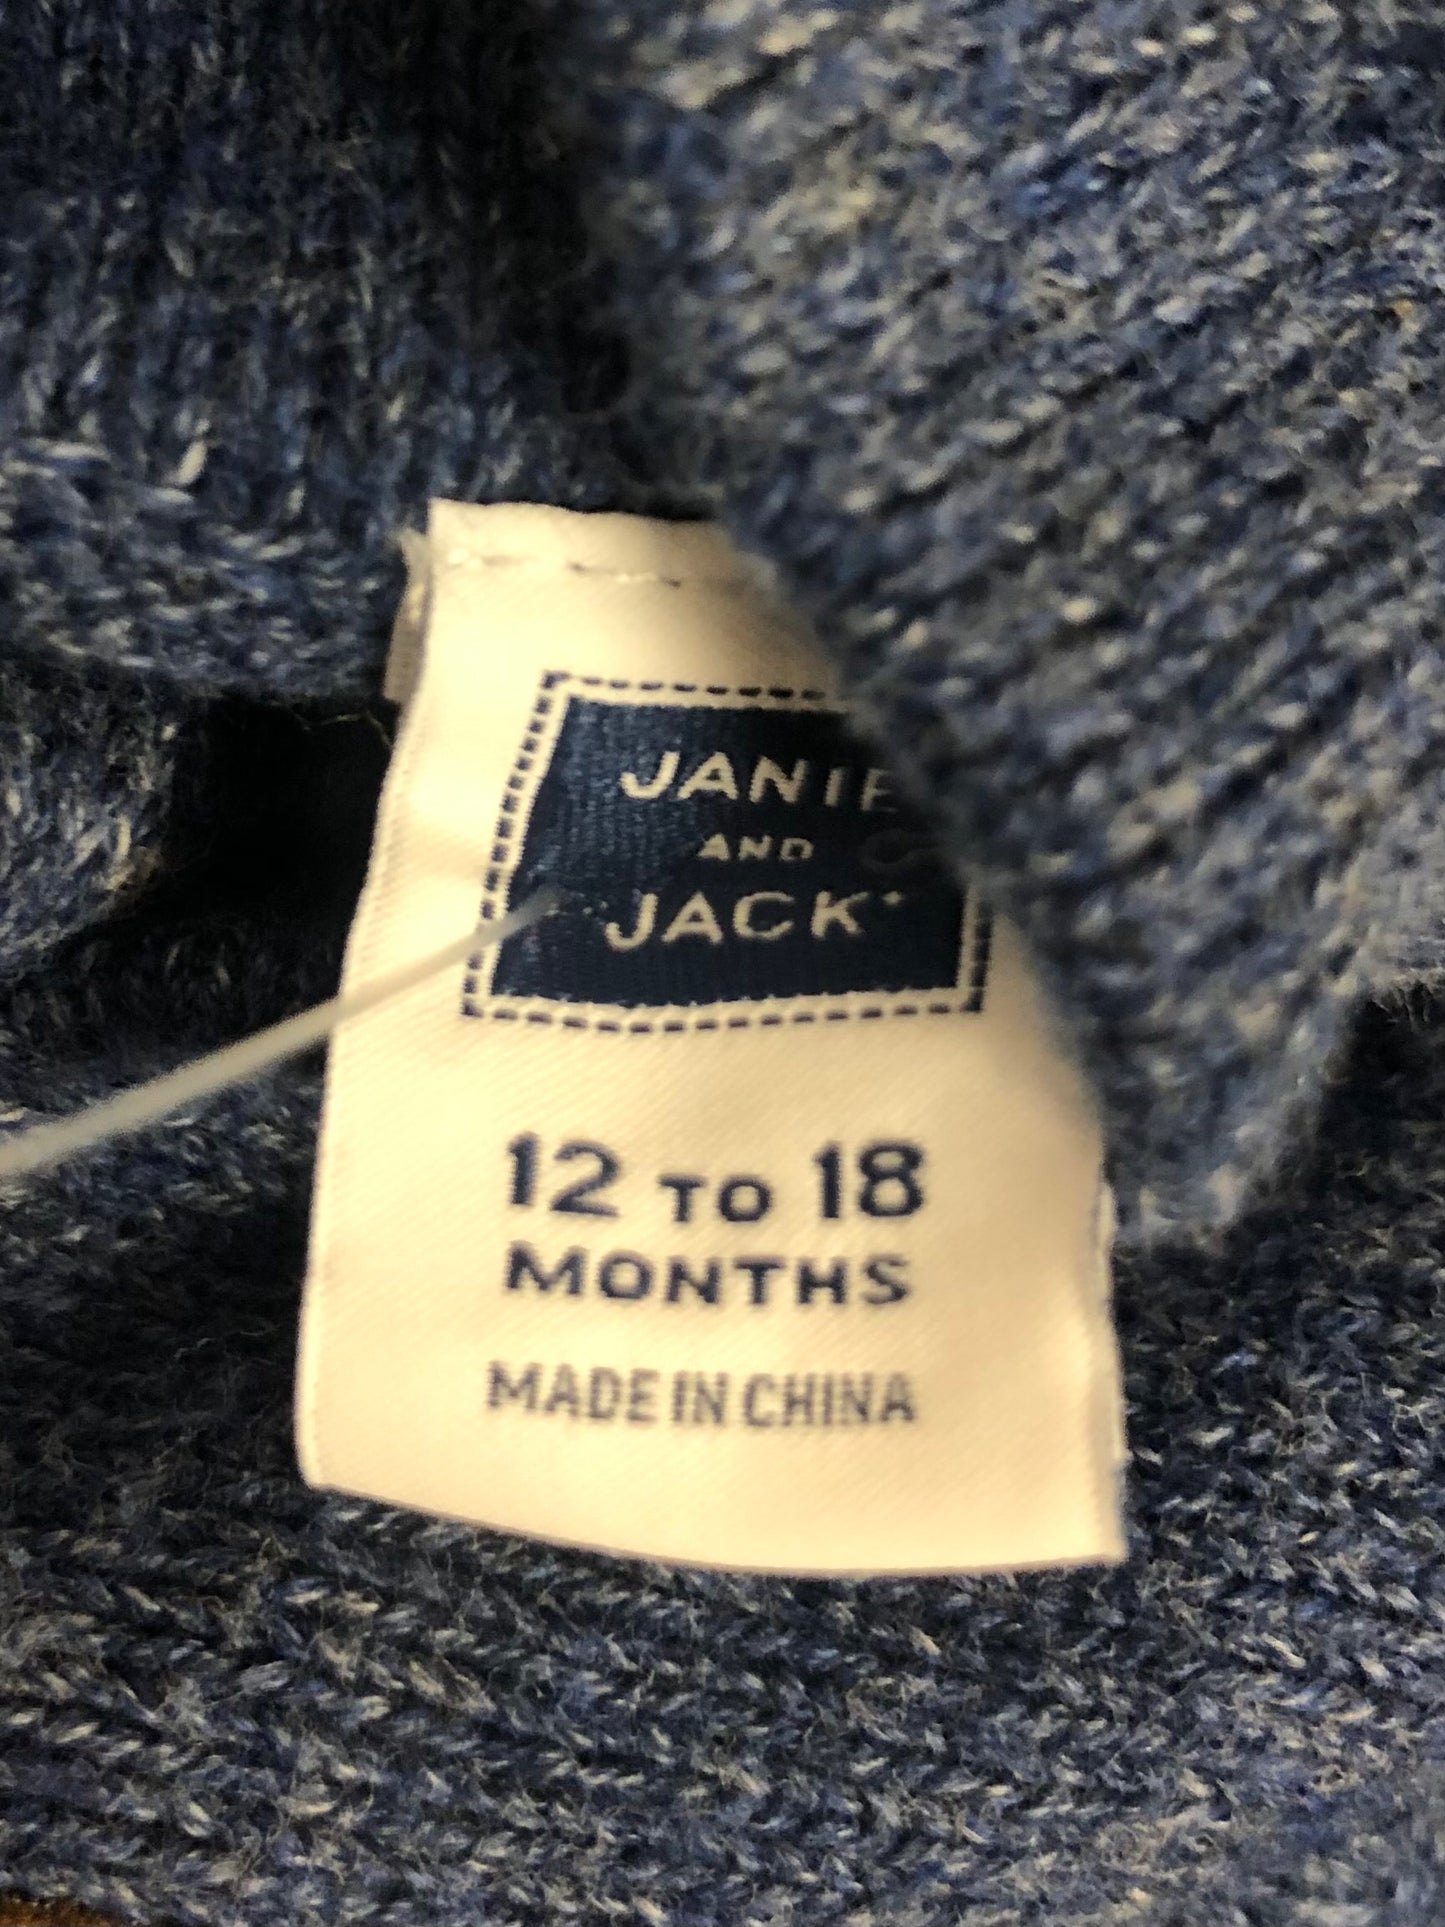 JANIE
AND
JACK
12 TO 18
MONTHS
MADE IN CHINA